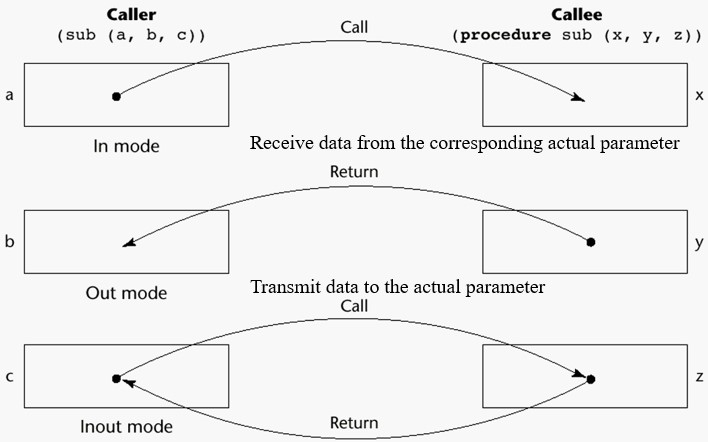 Caller
(sub (a, b, c))
Callee
(procedure sub (x, y, z))
Call
a
x
In mode
Receive data from the corresponding actual parameter
Return
b
y
Out mode
Transmit data to the actual parameter
Call
c
z
Inout mode
Return